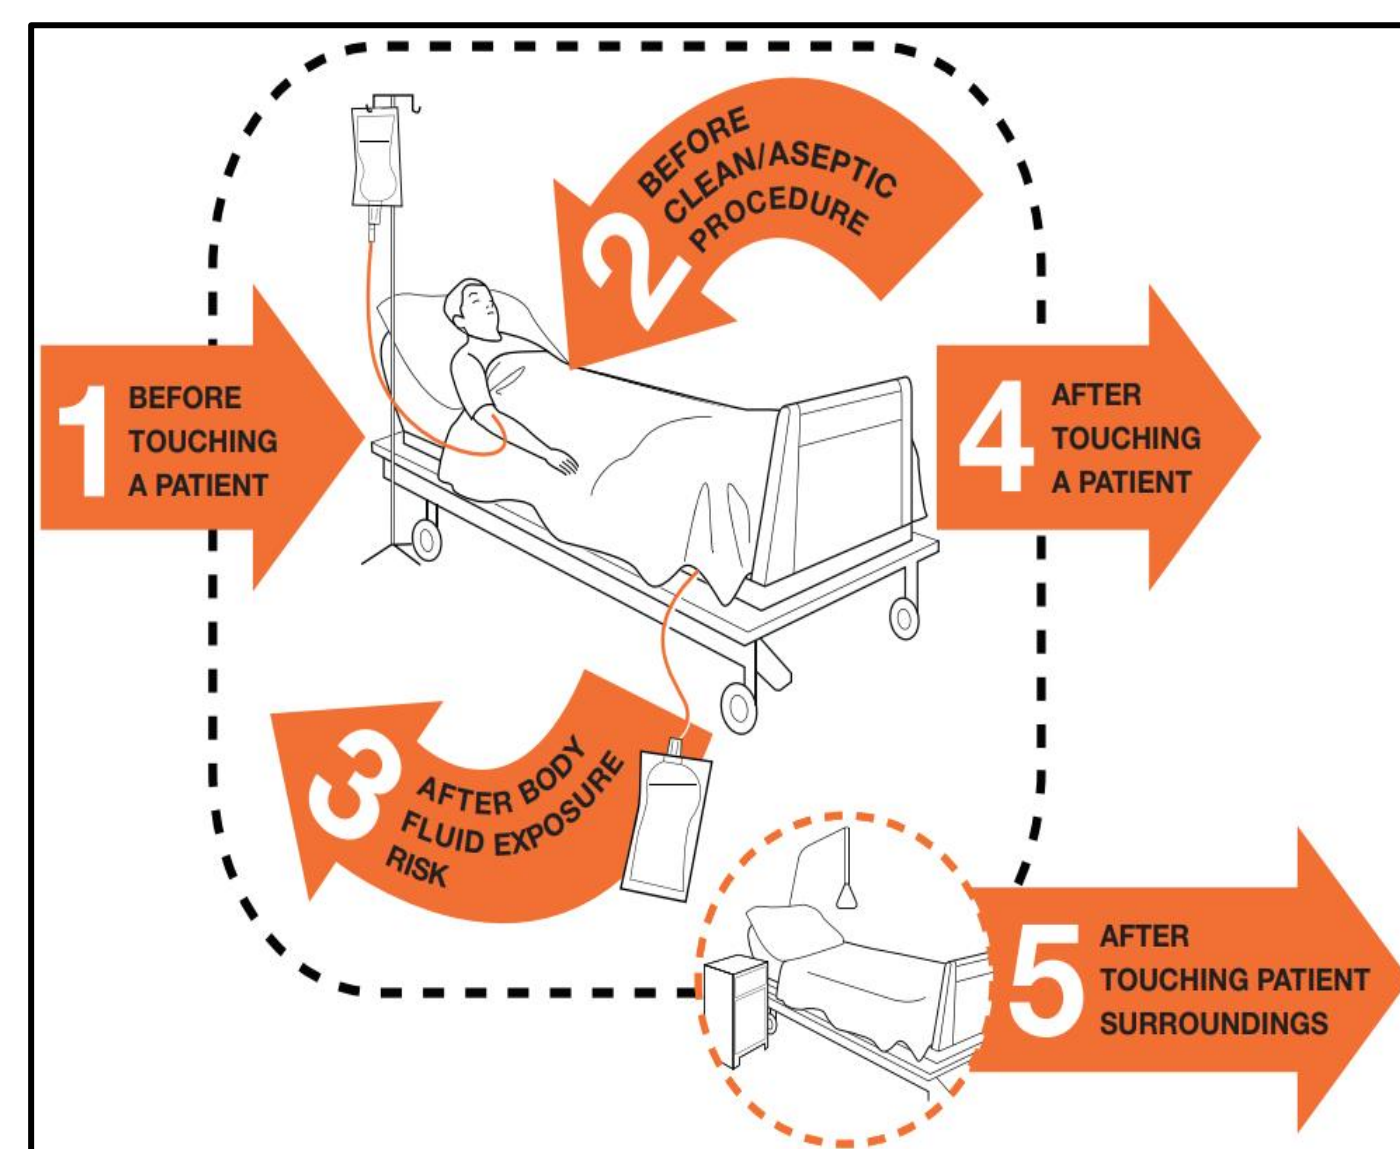 1
BEFORE
TOUCHING
A PATIENT
2
BEFORE
CLEAN/ASEPTIC
PROCEDURE
3
AFTER BODY
FLUID EXPOSURE
RISK
4
AFTER
TOUCHING
A PATIENT
5
AFTER
TOUCHING PATIENT
SURROUNDINGS